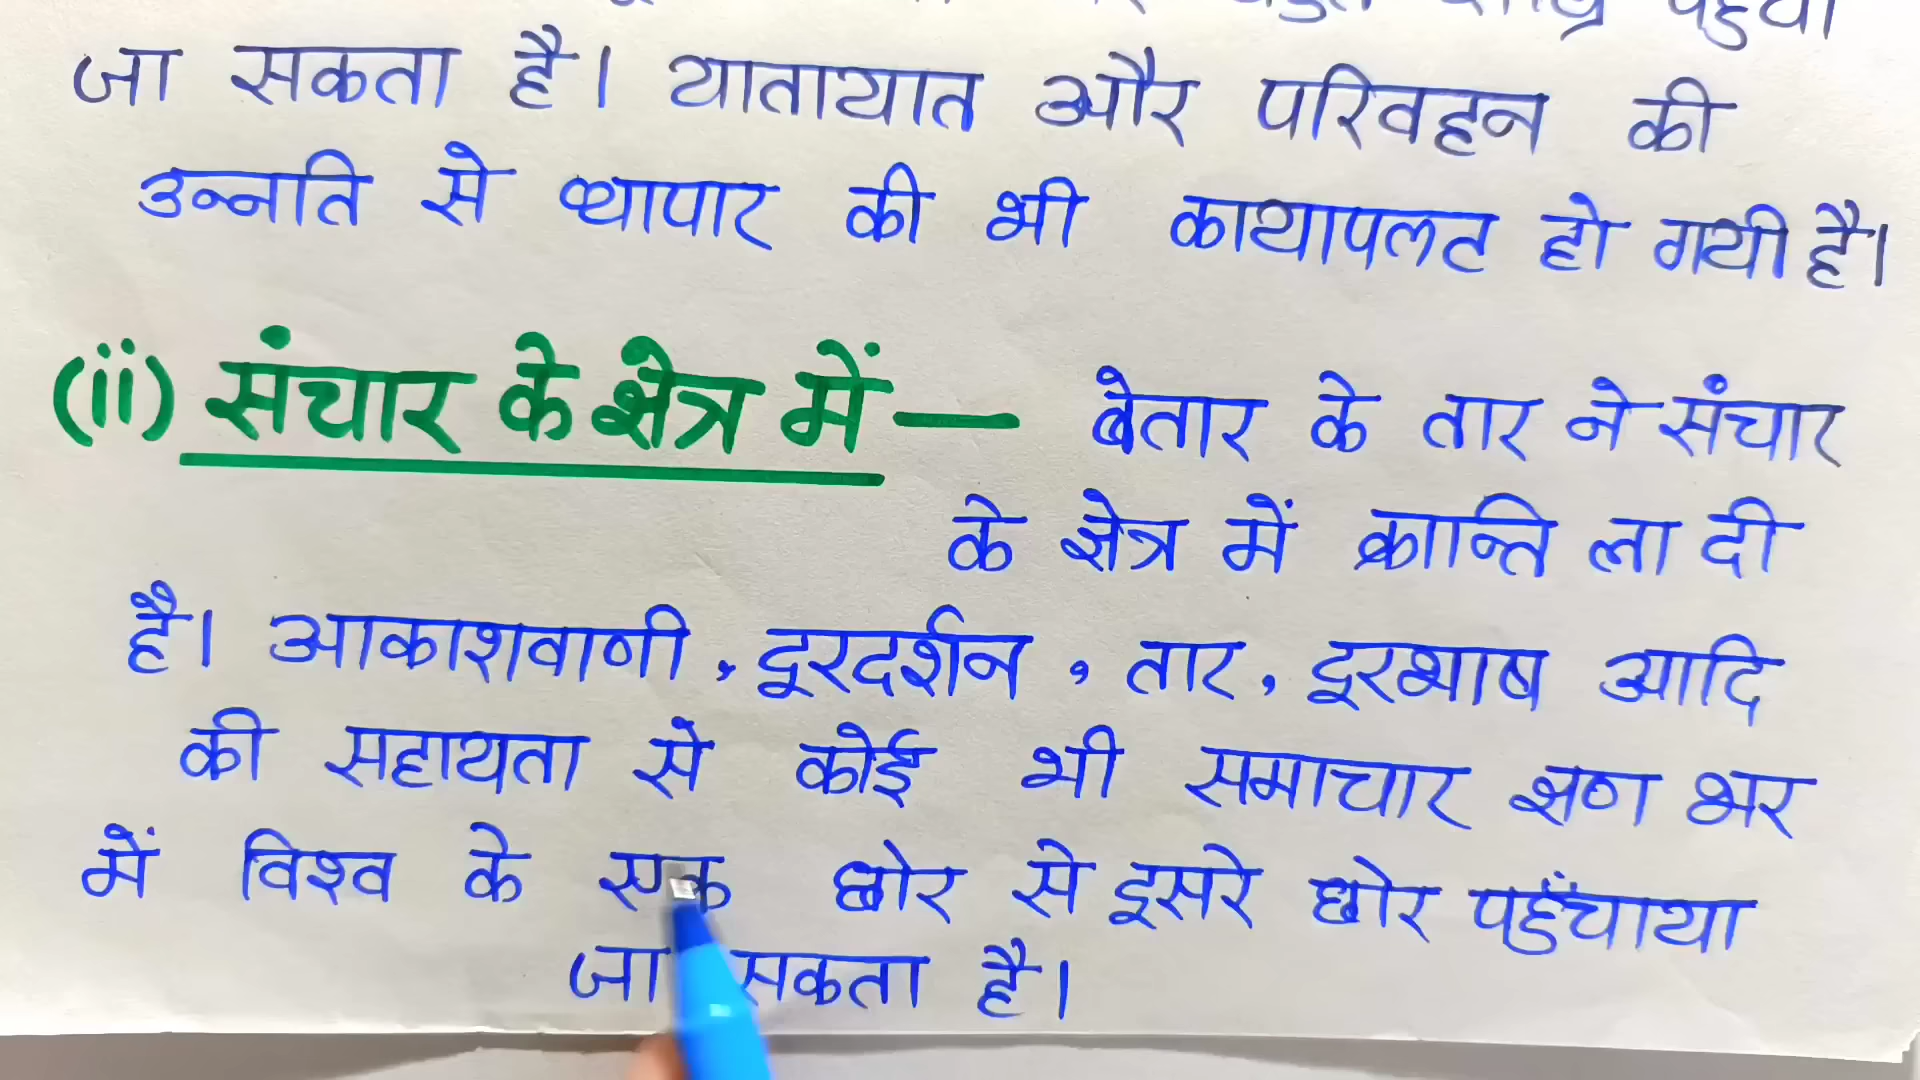 जा सकता है। यातायात और परिवहन की
उन्नति से व्यापार की भी कायापलट हो गयी है।
(ii) संचार के क्षेत्र में — बेतार के तार ने संचार
के क्षेत्र में क्रान्ति ला दी
है। आकाशवाणी, दूरदर्शन, तार, दूरभाष आदि
की सहायता से कोई भी समाचार क्षण भर
में विश्व के एक छोर से दूसरे छोर पहुँचाया
जा सकता है।